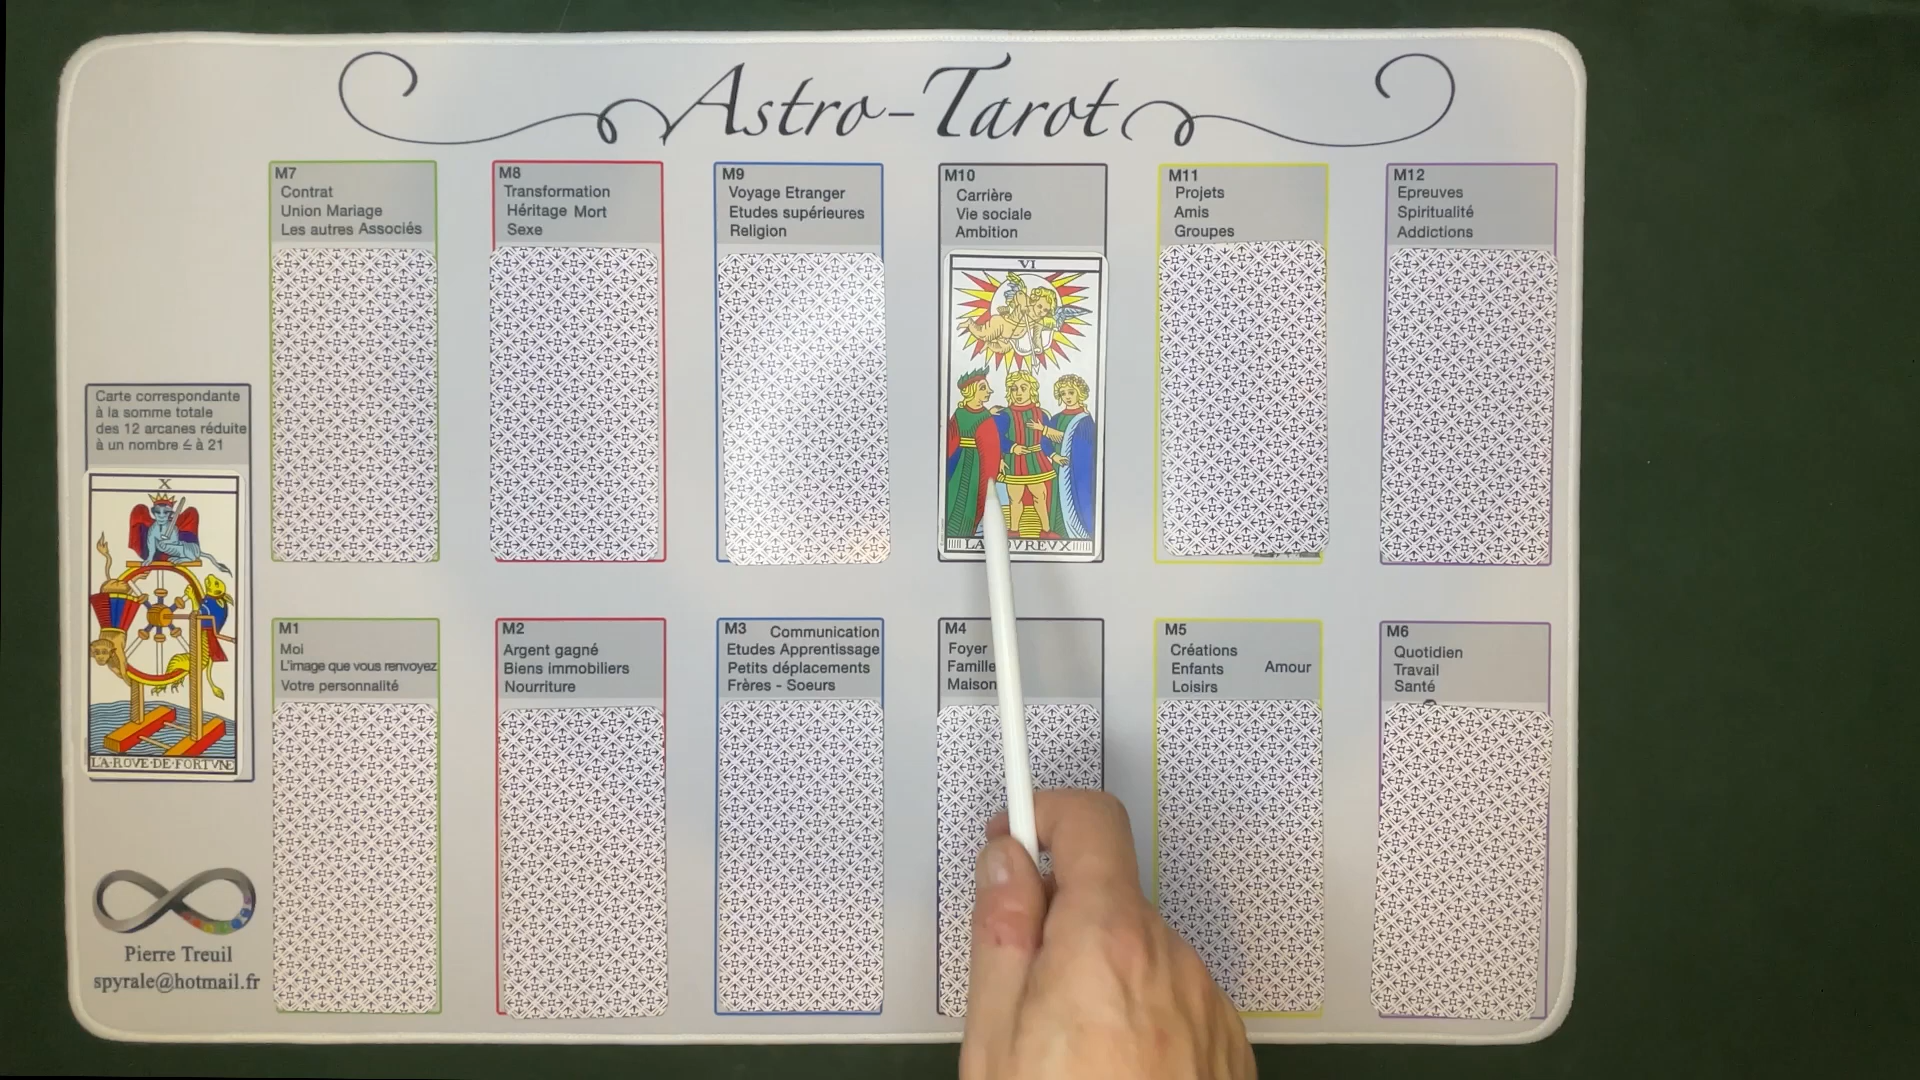 Astro-Tarot
M7
Contrat
Union Mariage
Les autres Associés
M8
Transformation
Héritage Mort
Sexe
M9
Voyage Etranger
Etudes supérieures
Religion
M10
Carrière
Vie sociale
Ambition
M11
Projets
Amis
Groupes
M12
Epreuves
Spiritualité
Addictions
VI
Carte correspondante
à la somme totale
des 12 arcanes réduite
à un nombre ≤ à 21
X
LA·ROVE·DE·FORTVNE
M1
Moi
L'image que vous renvoyez
Votre personnalité
M2
Argent gagné
Biens immobiliers
Nourriture
M3 Communication
Etudes Apprentissage
Petits déplacements
Frères - Soeurs
M4
Foyer
Famille
Maison
M5
Créations
Enfants Amour
Loisirs
M6
Quotidien
Travail
Santé
Pierre Treuil
spyrale@hotmail.fr